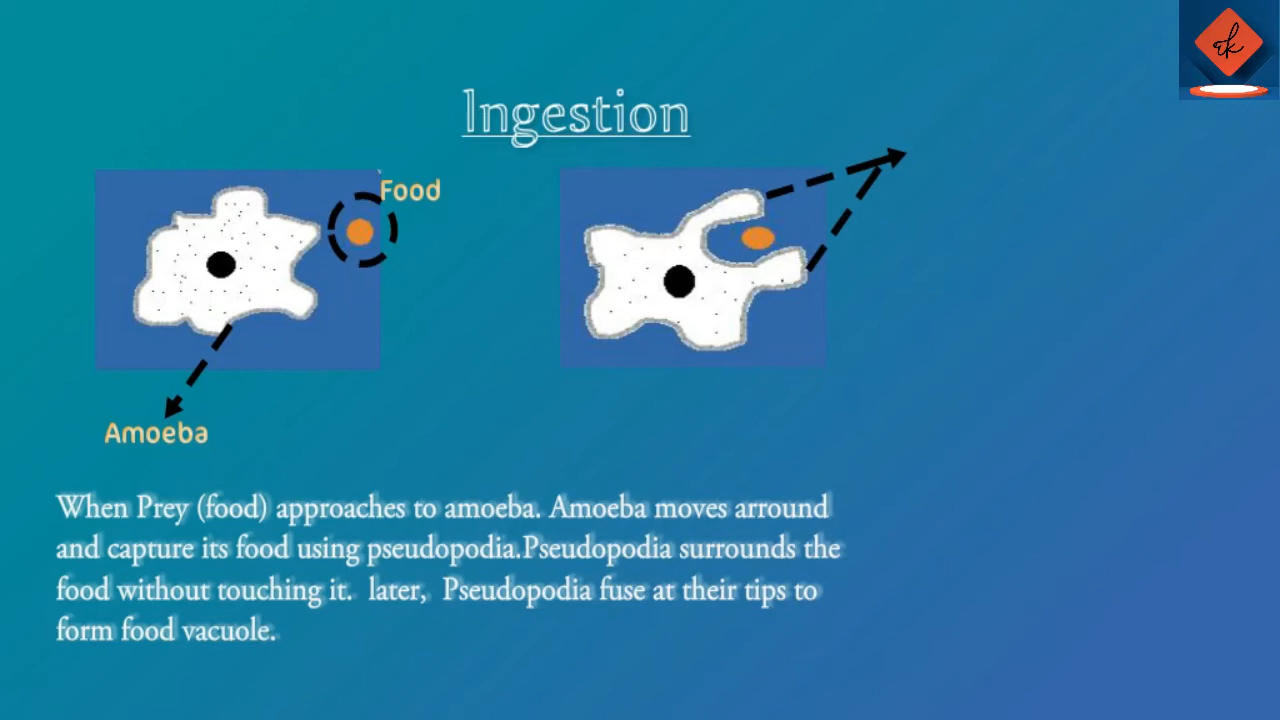 Ingestion
Food
Amoeba
When Prey (food) approaches to amoeba. Amoeba moves arround
and capture its food using pseudopodia.Pseudopodia surrounds the
food without touching it. later, Pseudopodia fuse at their tips to
form food vacuole.